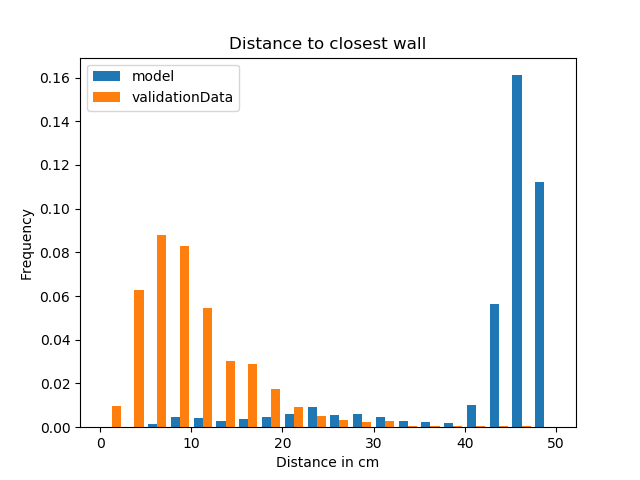 Distance to closest wall
model
validationData
Frequency
0.16
0.14
0.12
0.10
0.08
0.06
0.04
0.02
0.00
0 10 20 30 40 50
Distance in cm